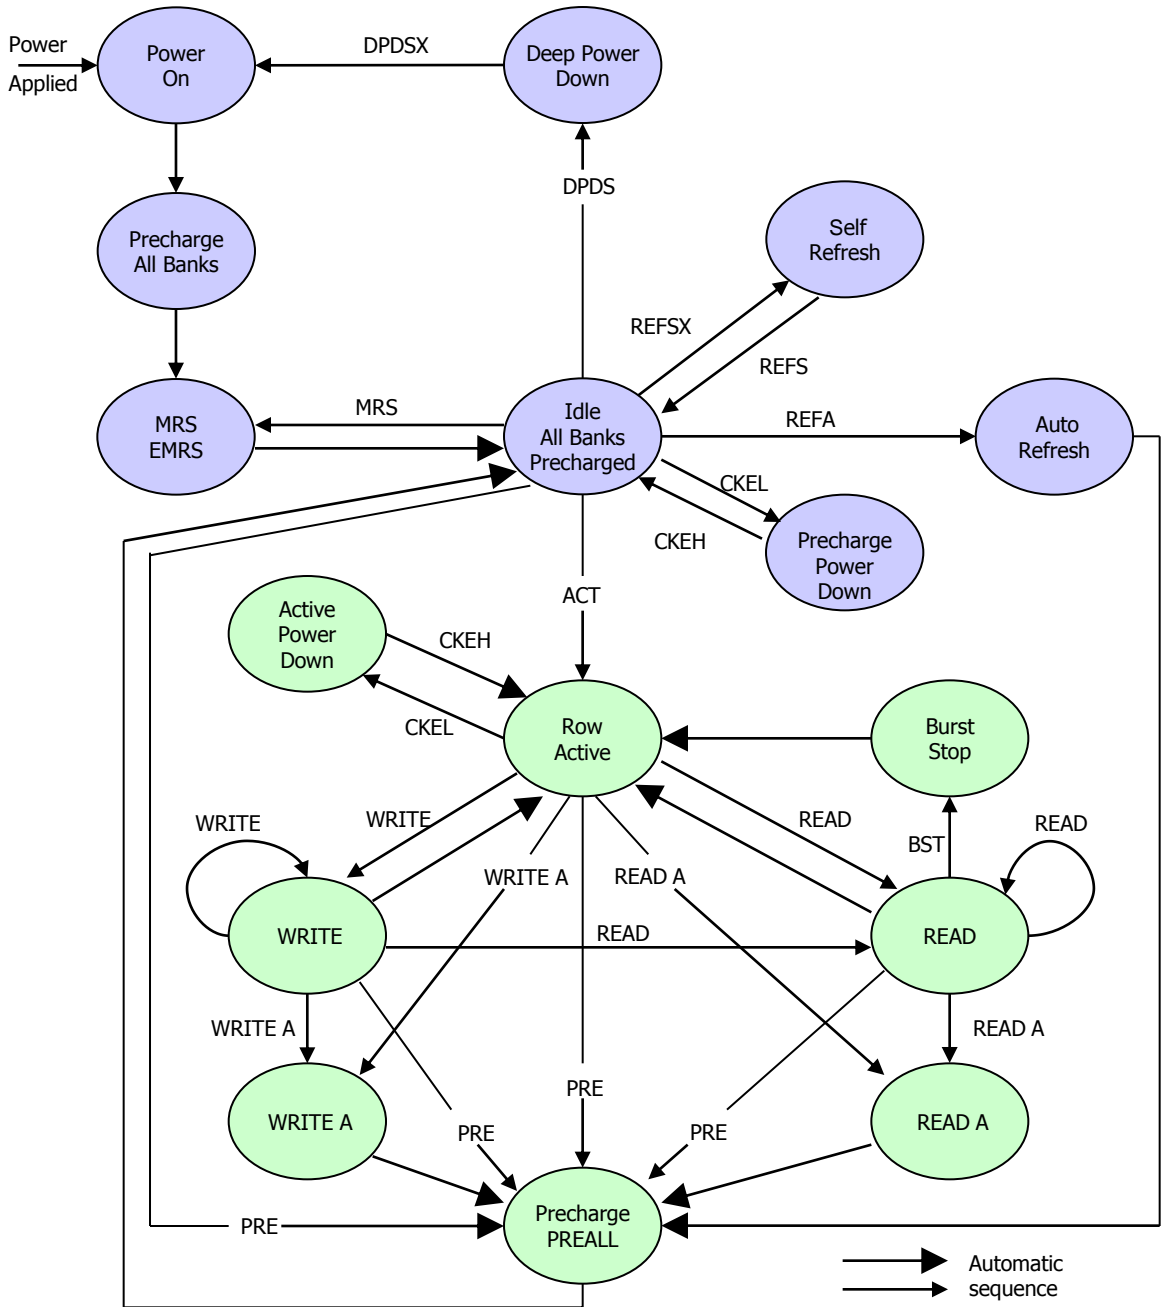 Power
Applied
Power
On
DPDSX
Deep Power
Down
DPDS
Precharge
All Banks
Self
Refresh
REFSX
REFS
MRS
EMRS
MRS
Idle
All Banks
Precharged
REFA
Auto
Refresh
CKEL
CKEH
Precharge
Power
Down
ACT
Active
Power
Down
CKEH
CKEL
Row
Active
Burst
Stop
WRITE
WRITE
READ
BST
READ
WRITE A
READ A
WRITE
READ
READ
WRITE A
READ A
PRE
WRITE A
PRE
PRE
READ A
PRE
Precharge
PREALL
Automatic
sequence